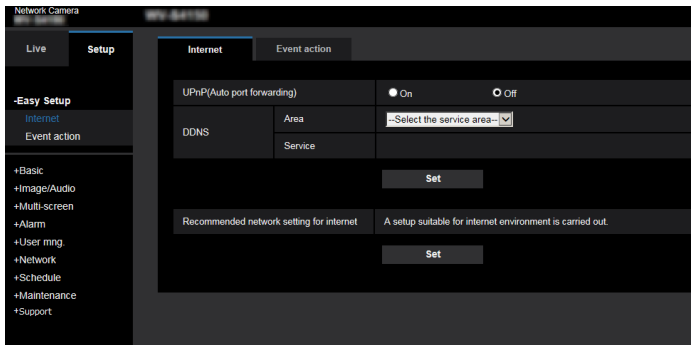 Network Camera
Live
Setup
-Easy Setup
Internet
Event action
+Basic
+Image/Audio
+Multi-screen
+Alarm
+User mng.
+Network
+Schedule
+Maintenance
+Support
Internet
Event action
UPnP(Auto port forwarding)
On
Off
DDNS
Area
--Select the service area--
Service
Set
Recommended network setting for internet
A setup suitable for internet environment is carried out.
Set